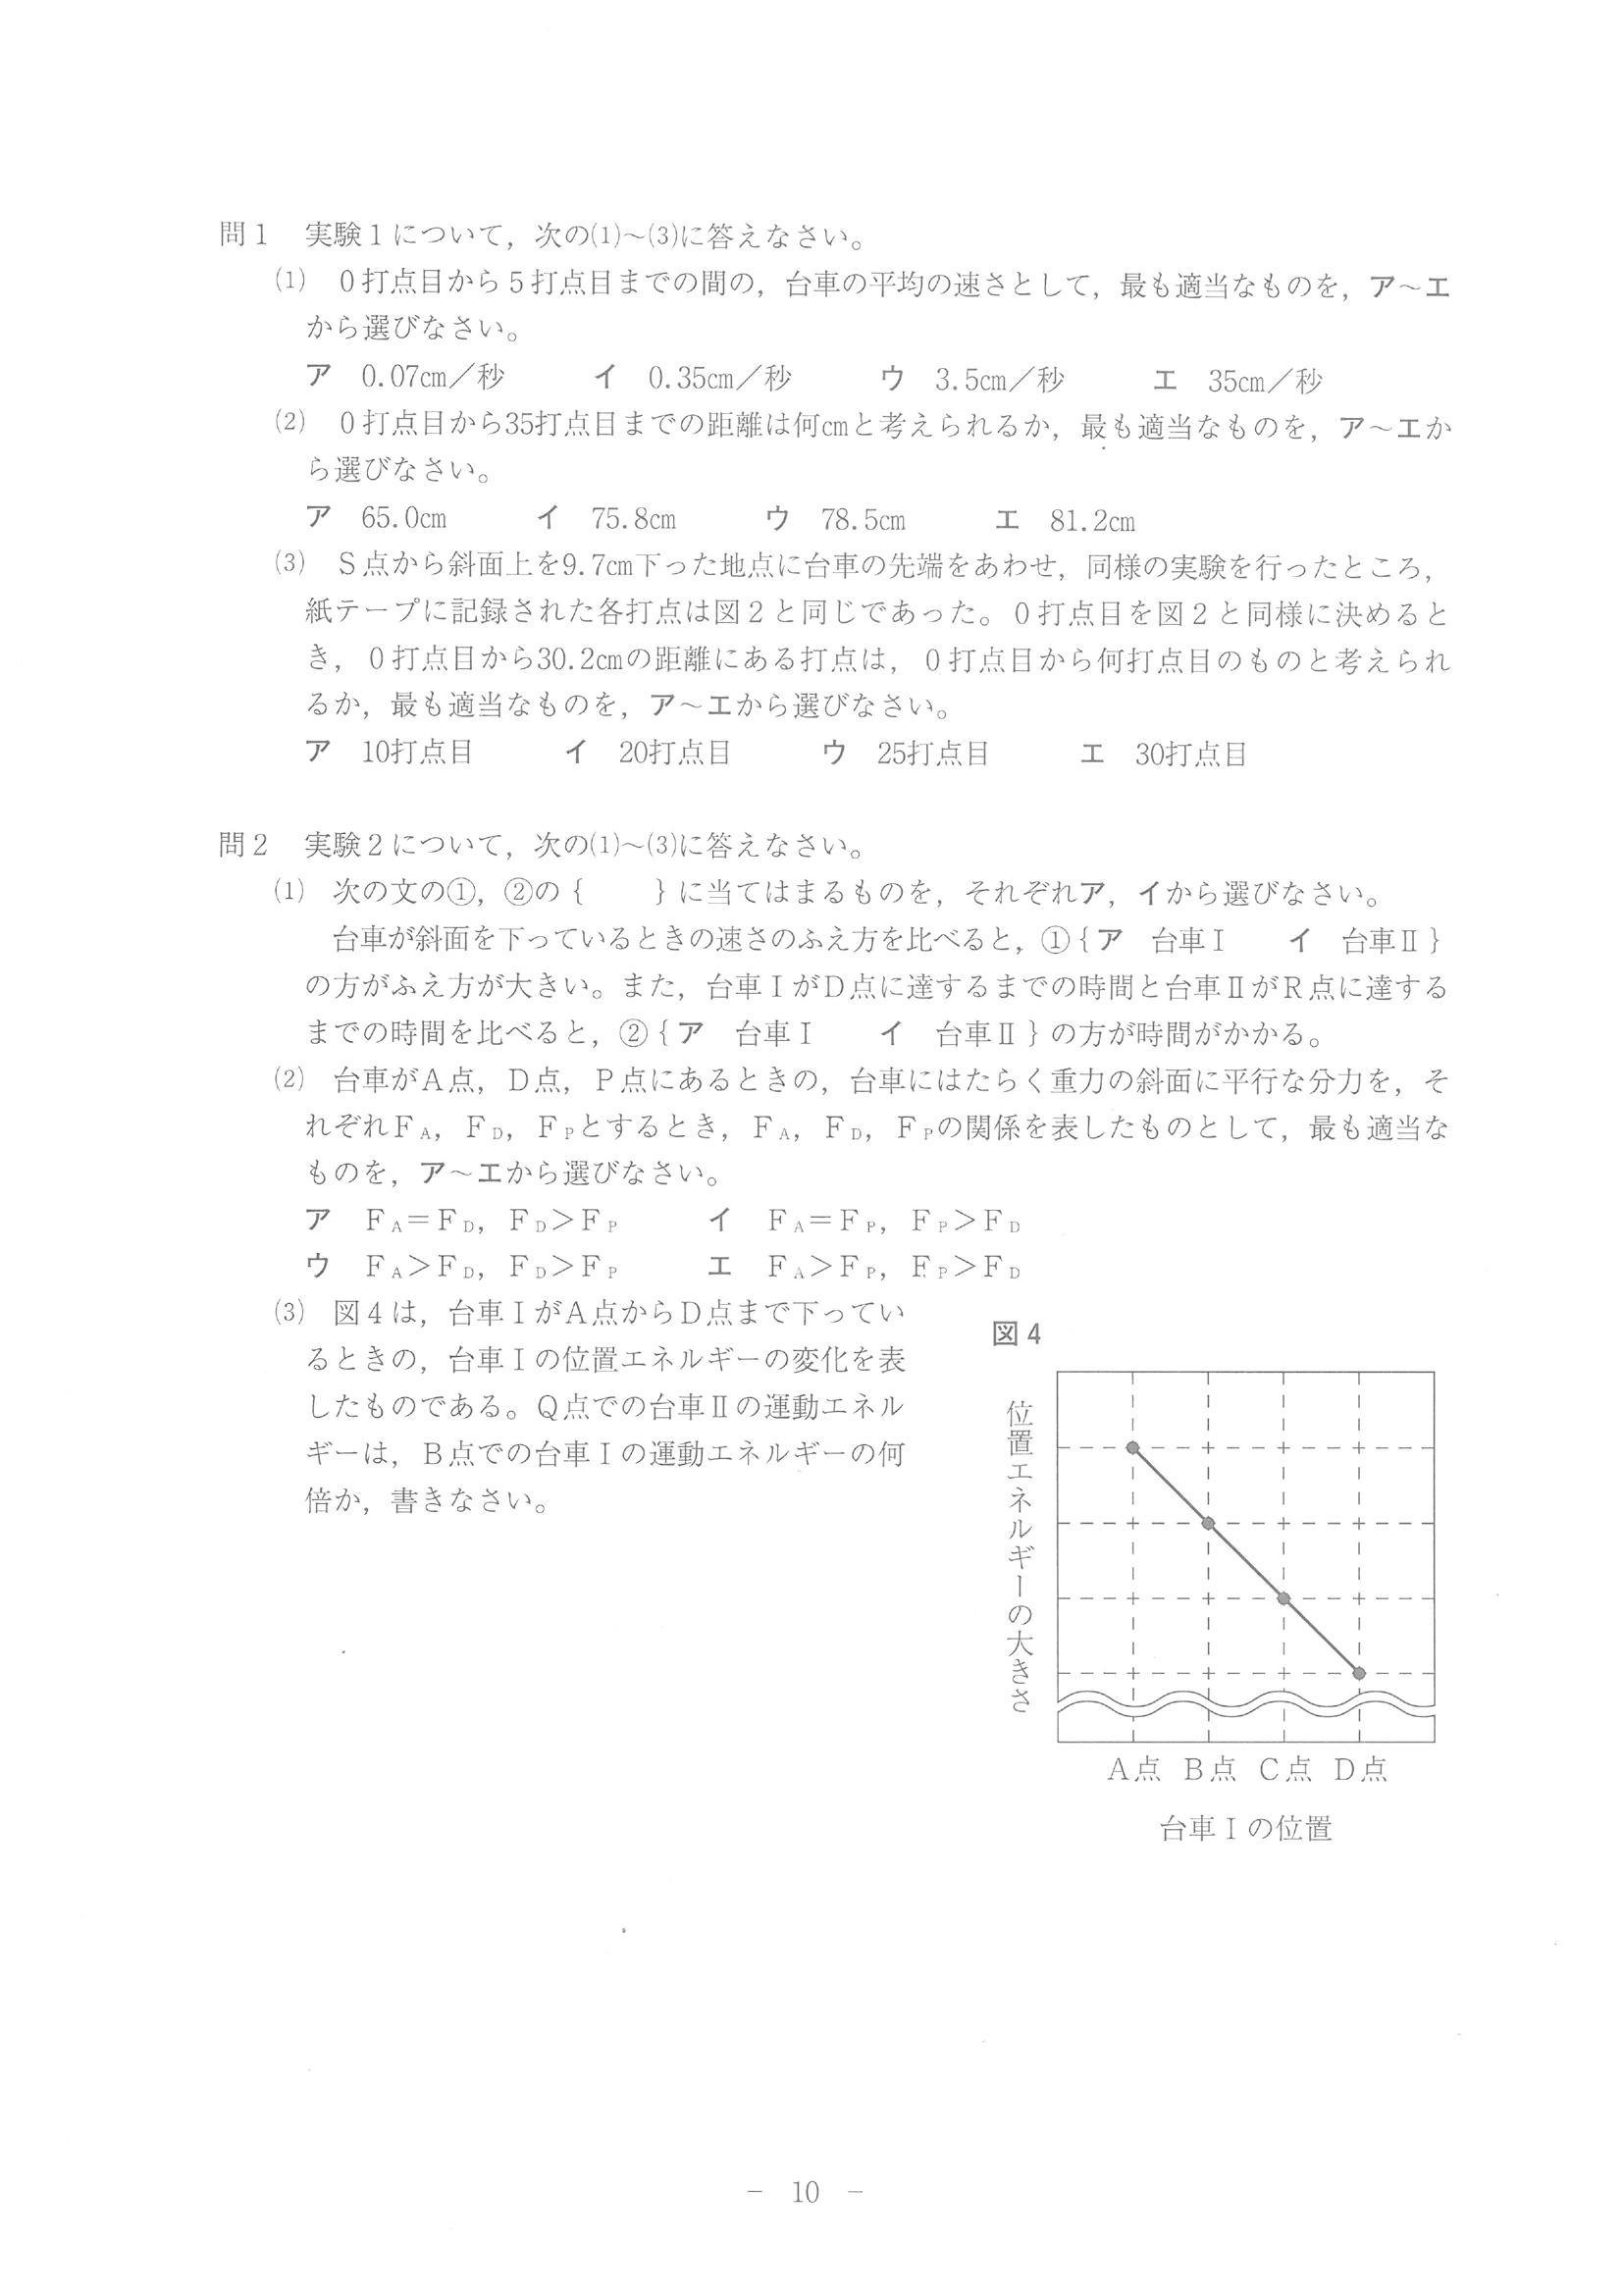 問1 実験1について，次の⑴～⑶に答えなさい。
⑴ 0打点目から5打点目までの間の，台車の平均の速さとして，最も適当なものを，ア～エ
から選びなさい。
ア 0.07㎝／秒 イ 0.35㎝／秒 ウ 3.5㎝／秒 エ 35㎝／秒
⑵ 0打点目から35打点目までの距離は何㎝と考えられるか，最も適当なものを，ア～エか
ら選びなさい。
ア 65.0㎝ イ 75.8㎝ ウ 78.5㎝ エ 81.2㎝
⑶ S点から斜面上を9.7㎝下った地点に台車の先端をあわせ，同様の実験を行ったところ，
紙テープに記録された各打点は図2と同じであった。0打点目を図2と同様に決めると
き，0打点目から30.2㎝の距離にある打点は，0打点目から何打点目のものと考えられ
るか，最も適当なものを，ア～エから選びなさい。
ア 10打点目 イ 20打点目 ウ 25打点目 エ 30打点目
問2 実験2について，次の⑴～⑶に答えなさい。
⑴ 次の文の①，②の｛ ｝に当てはまるものを，それぞれア，イから選びなさい。
台車が斜面を下っているときの速さのふえ方を比べると，①｛ア 台車Ⅰ イ 台車Ⅱ｝
の方がふえ方が大きい。また，台車ⅠがD点に達するまでの時間と台車ⅡがR点に達する
までの時間を比べると，②｛ア 台車Ⅰ イ 台車Ⅱ｝の方が時間がかかる。
⑵ 台車がA点，D点，P点にあるときの，台車にはたらく重力の斜面に平行な分力を，そ
れぞれFA，FD，FPとするとき，FA，FD，FPの関係を表したものとして，最も適当な
ものを，ア～エから選びなさい。
ア FA＝FD，FD＞FP イ FA＝FP，FP＞FD
ウ FA＞FD，FD＞FP エ FA＞FP，FP＞FD
⑶ 図4は，台車ⅠがA点からD点まで下ってい
るときの，台車Ⅰの位置エネルギーの変化を表
したものである。Q点での台車Ⅱの運動エネル
ギーは，B点での台車Ⅰの運動エネルギーの何
倍か，書きなさい。
図4
位置エネルギーの大きさ
A点 B点 C点 D点
台車Ⅰの位置
－ 10 －